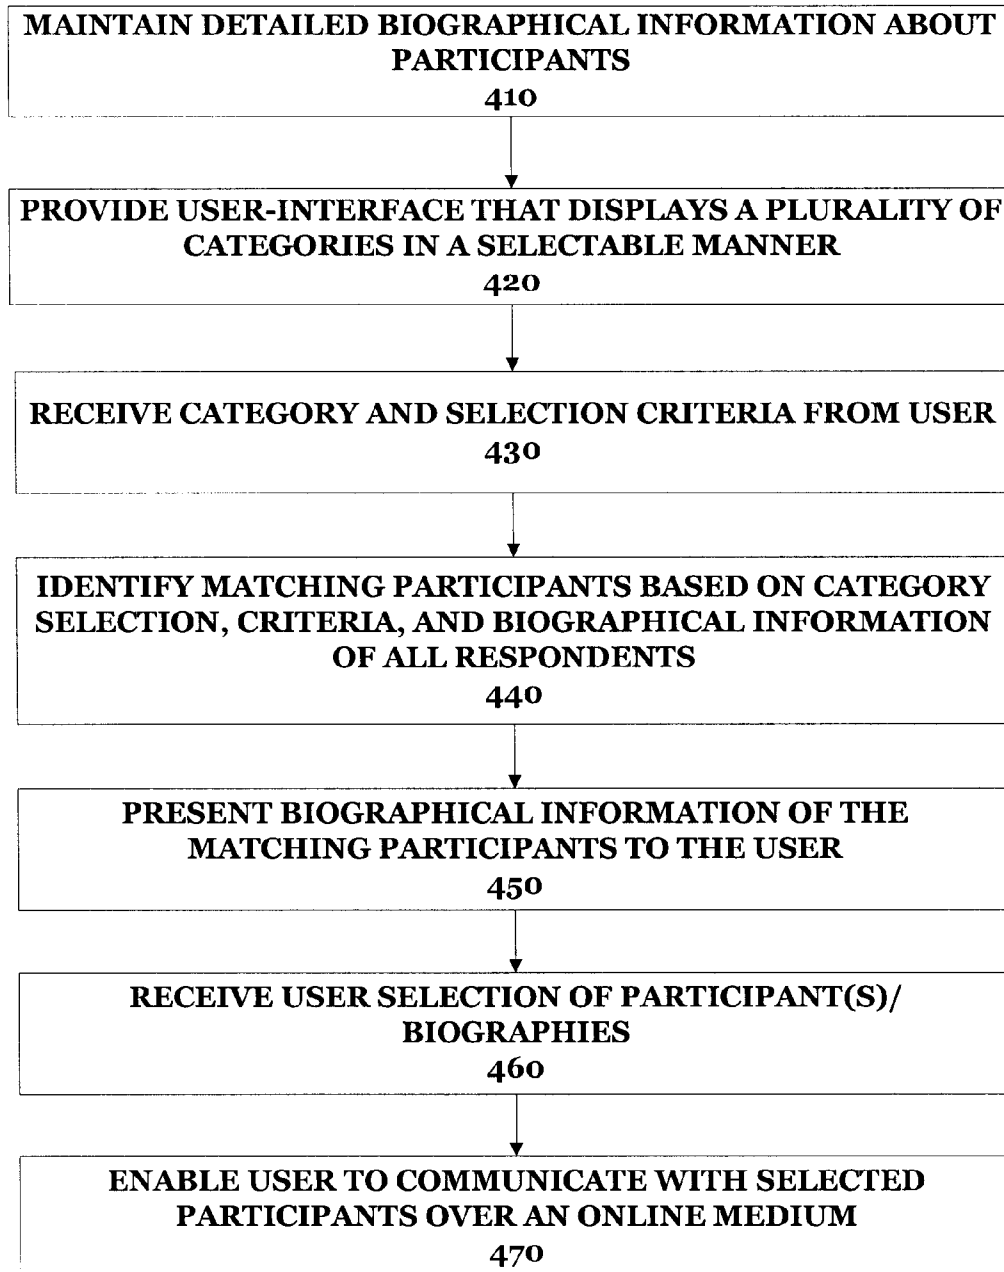 MAINTAIN DETAILED BIOGRAPHICAL INFORMATION ABOUT
PARTICIPANTS
410
PROVIDE USER-INTERFACE THAT DISPLAYS A PLURALITY OF
CATEGORIES IN A SELECTABLE MANNER
420
RECEIVE CATEGORY AND SELECTION CRITERIA FROM USER
430
IDENTIFY MATCHING PARTICIPANTS BASED ON CATEGORY
SELECTION, CRITERIA, AND BIOGRAPHICAL INFORMATION
OF ALL RESPONDENTS
440
PRESENT BIOGRAPHICAL INFORMATION OF THE
MATCHING PARTICIPANTS TO THE USER
450
RECEIVE USER SELECTION OF PARTICIPANT(S)/
BIOGRAPHIES
460
ENABLE USER TO COMMUNICATE WITH SELECTED
PARTICIPANTS OVER AN ONLINE MEDIUM
470